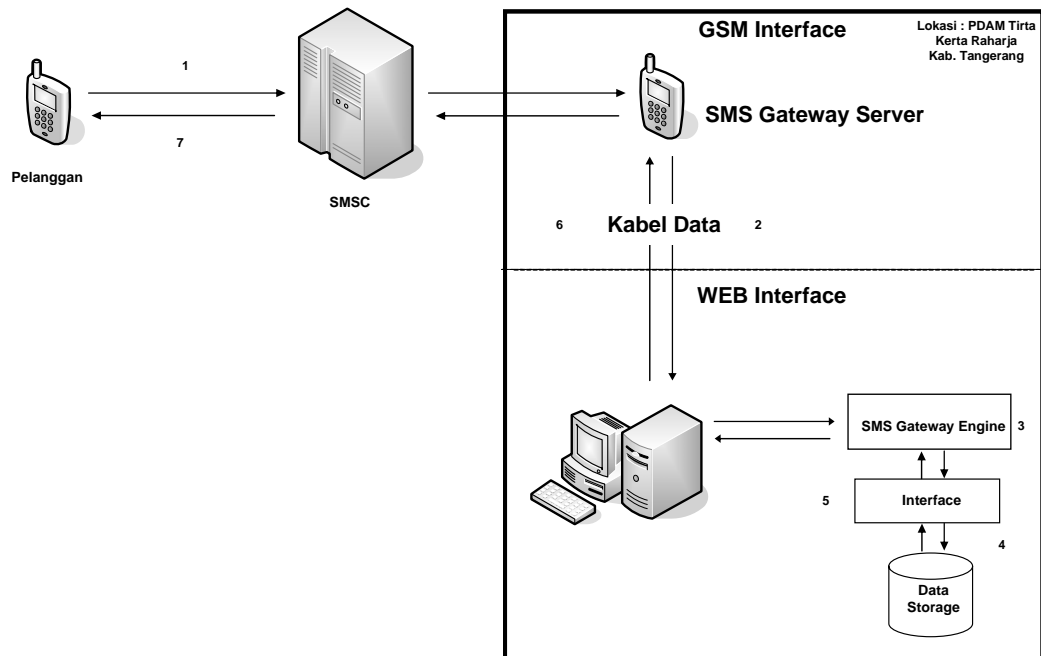 GSM Interface
Lokasi : PDAM Tirta
Kerta Raharja
Kab. Tangerang
1
SMS Gateway Server
7
Pelanggan
SMSC
6
Kabel Data
2
WEB Interface
SMS Gateway Engine
3
5
Interface
4
Data
Storage